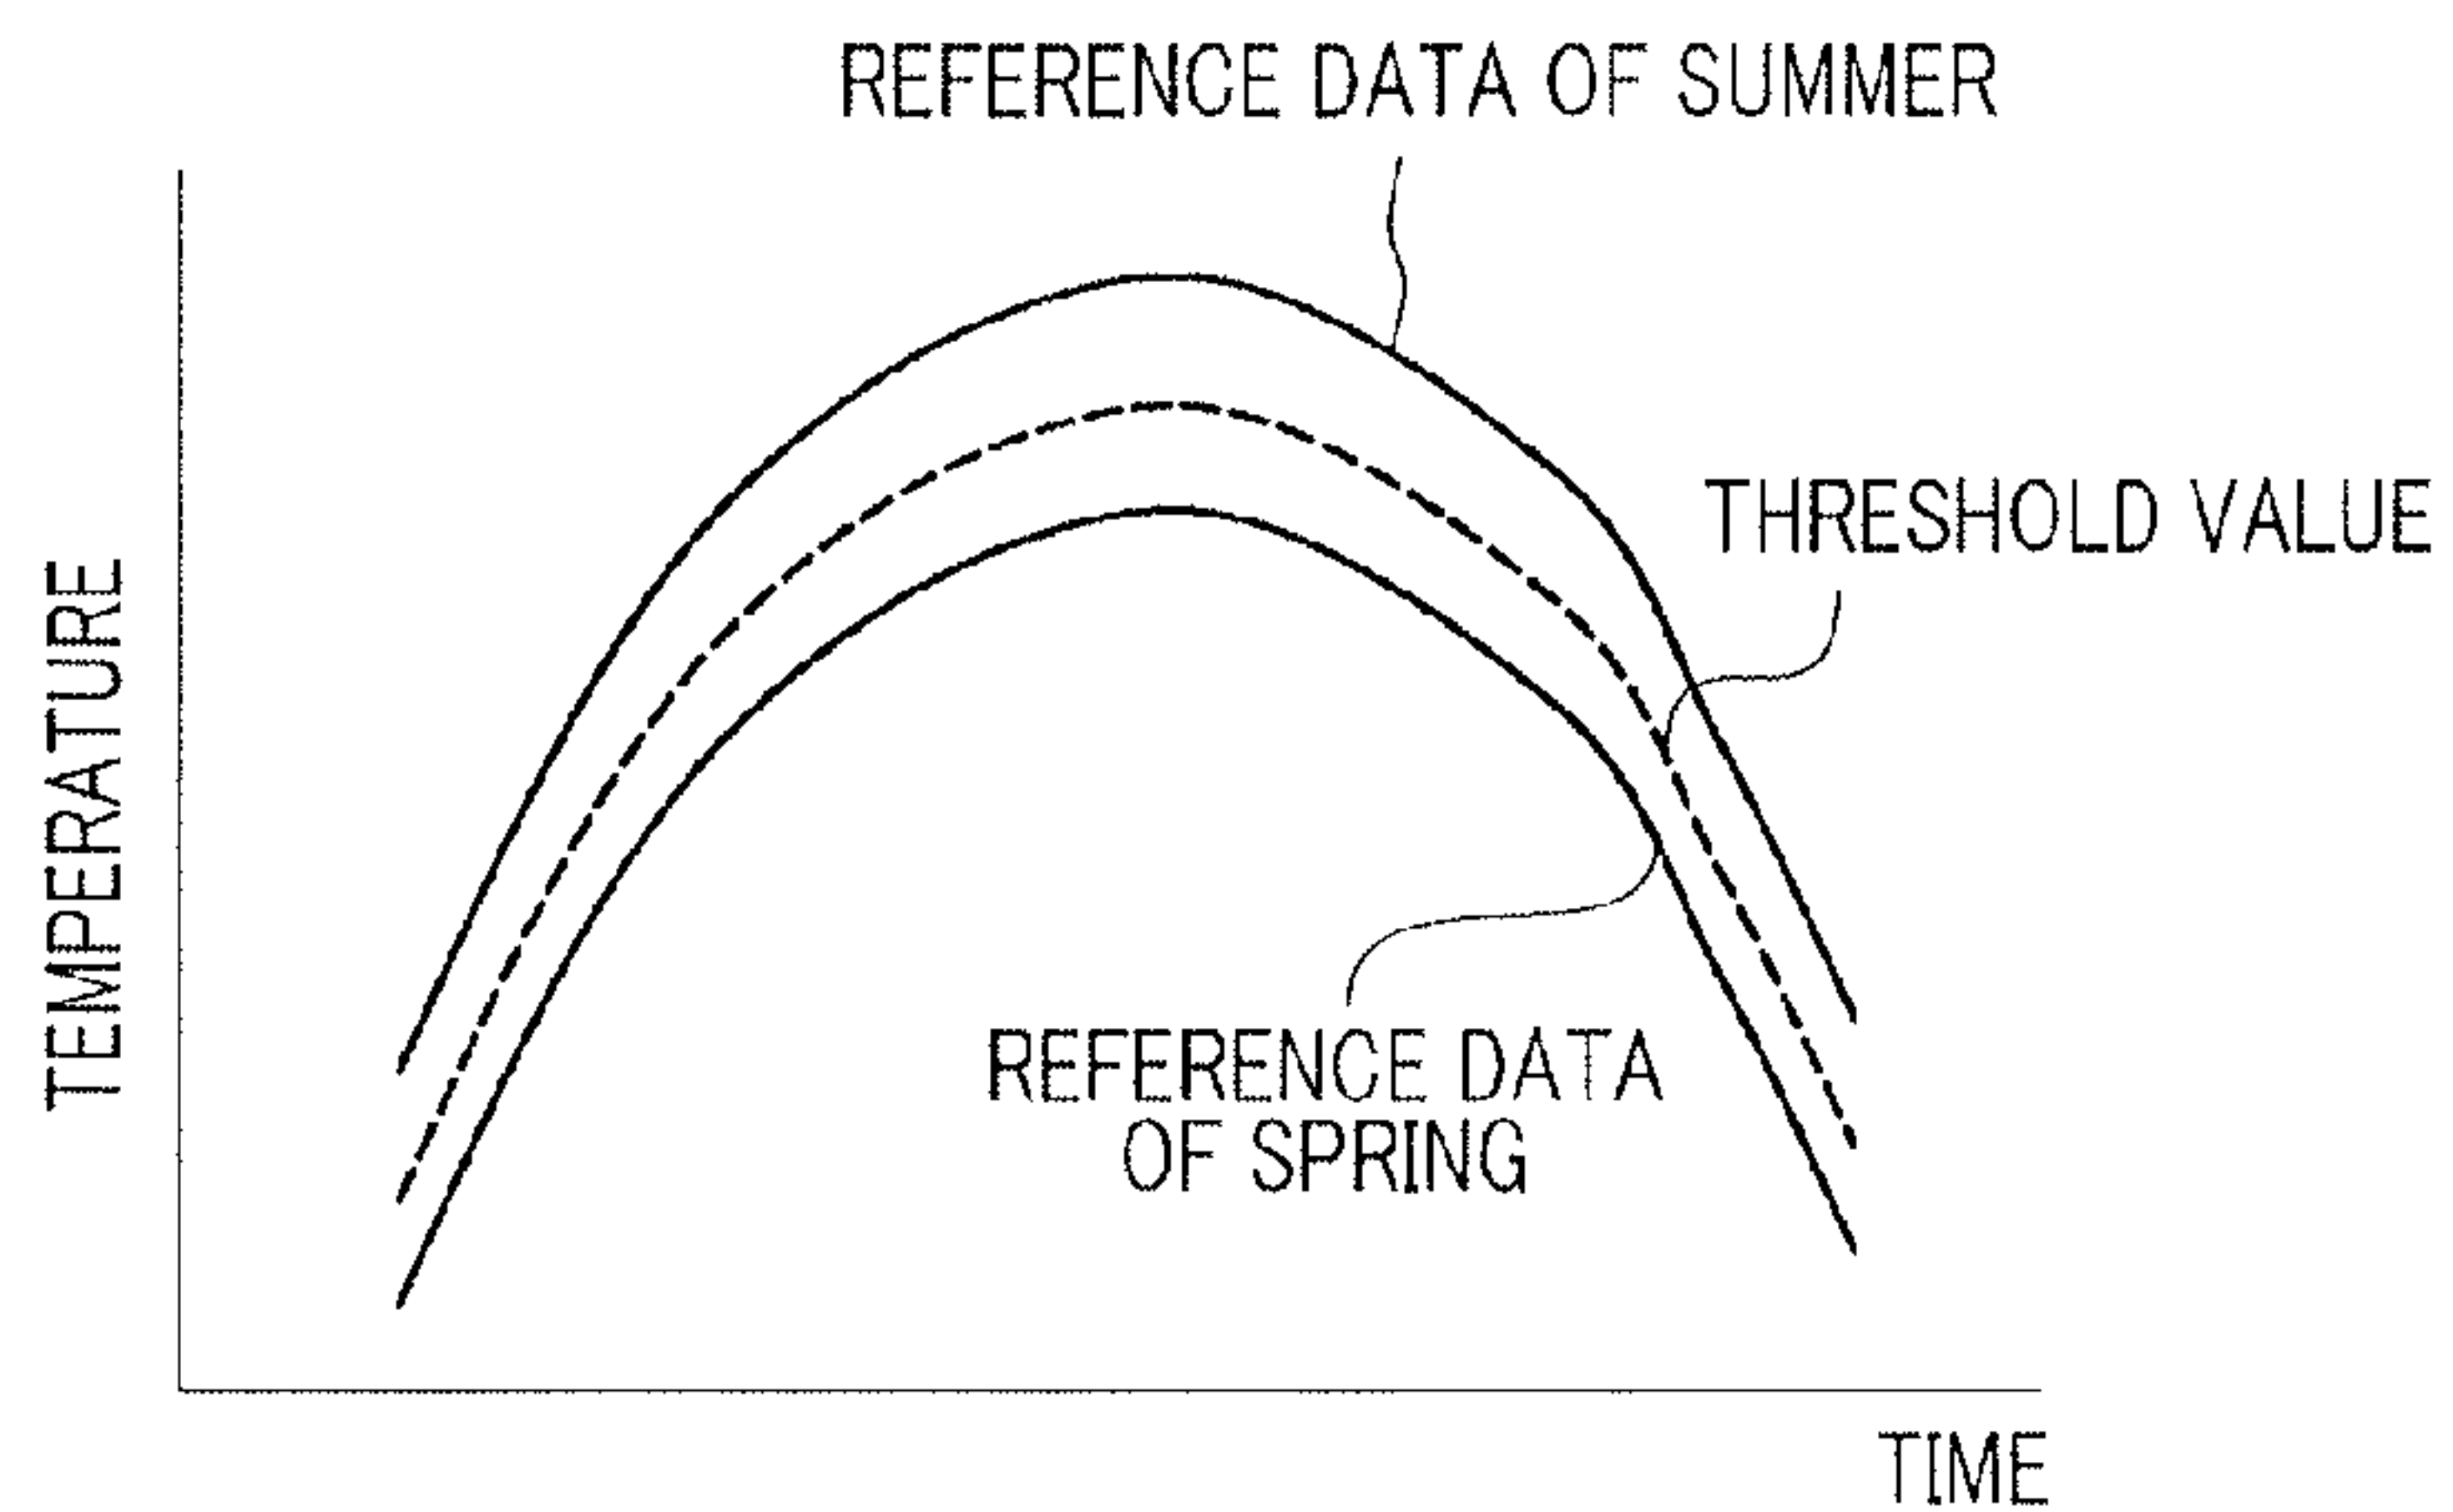 REFERENCE DATA OF SUMMER
THRESHOLD VALUE
TEMPERATURE
REFERENCE DATA
OF SPRING
TIME